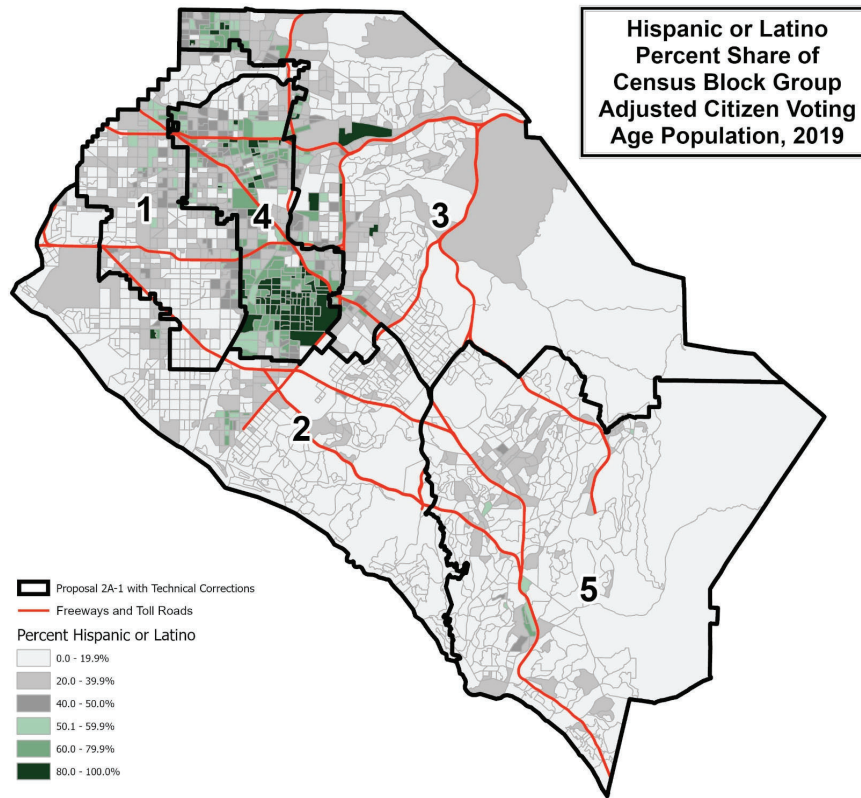 Hispanic or Latino
Percent Share of
Census Block Group
Adjusted Citizen Voting
Age Population, 2019
3
1
4
2
5
Proposal 2A-1 with Technical Corrections
Freeways and Toll Roads
Percent Hispanic or Latino
0.0 - 19.9%
20.0 - 39.9%
40.0 - 50.0%
50.1 - 59.9%
60.0 - 79.9%
80.0 - 100.0%